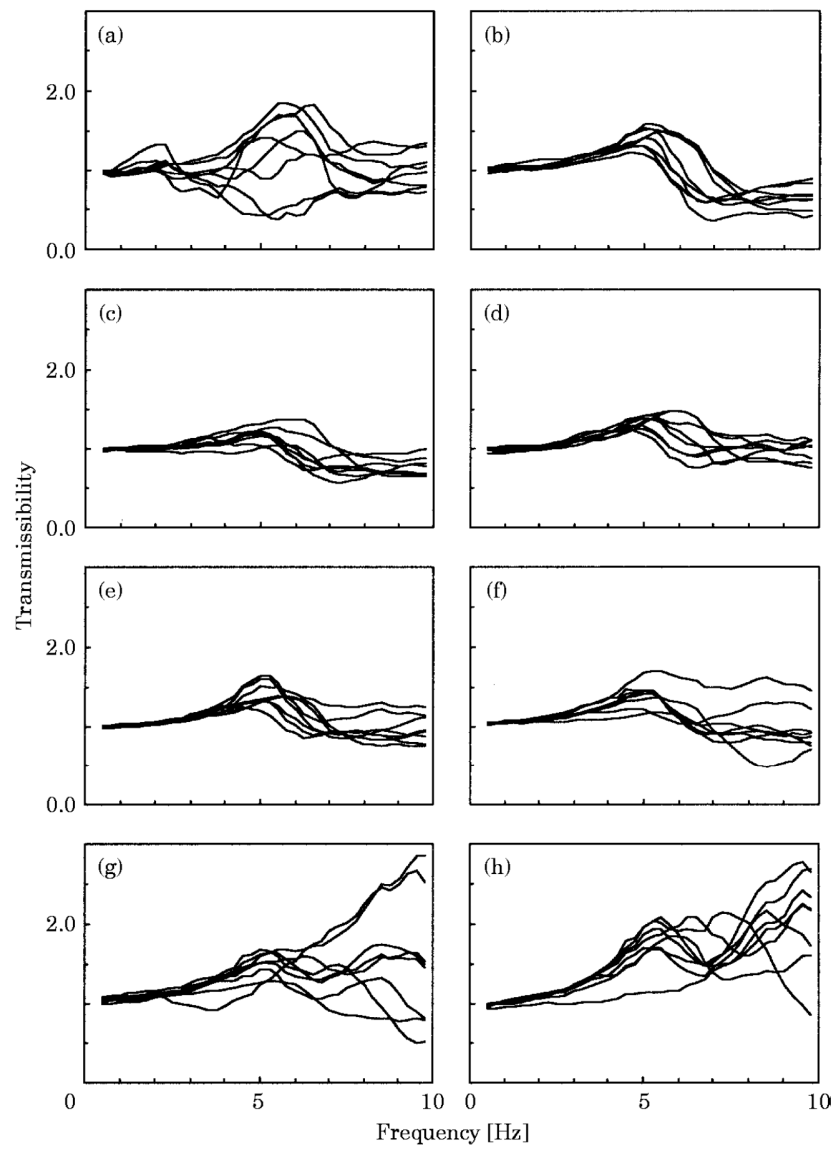 (a)
(b)
2.0
0.0
(c)
(d)
2.0
0.0
Transmissibility
(e)
(f)
2.0
0.0
(g)
(h)
2.0
0 5 10 0 5 10
Frequency [Hz]